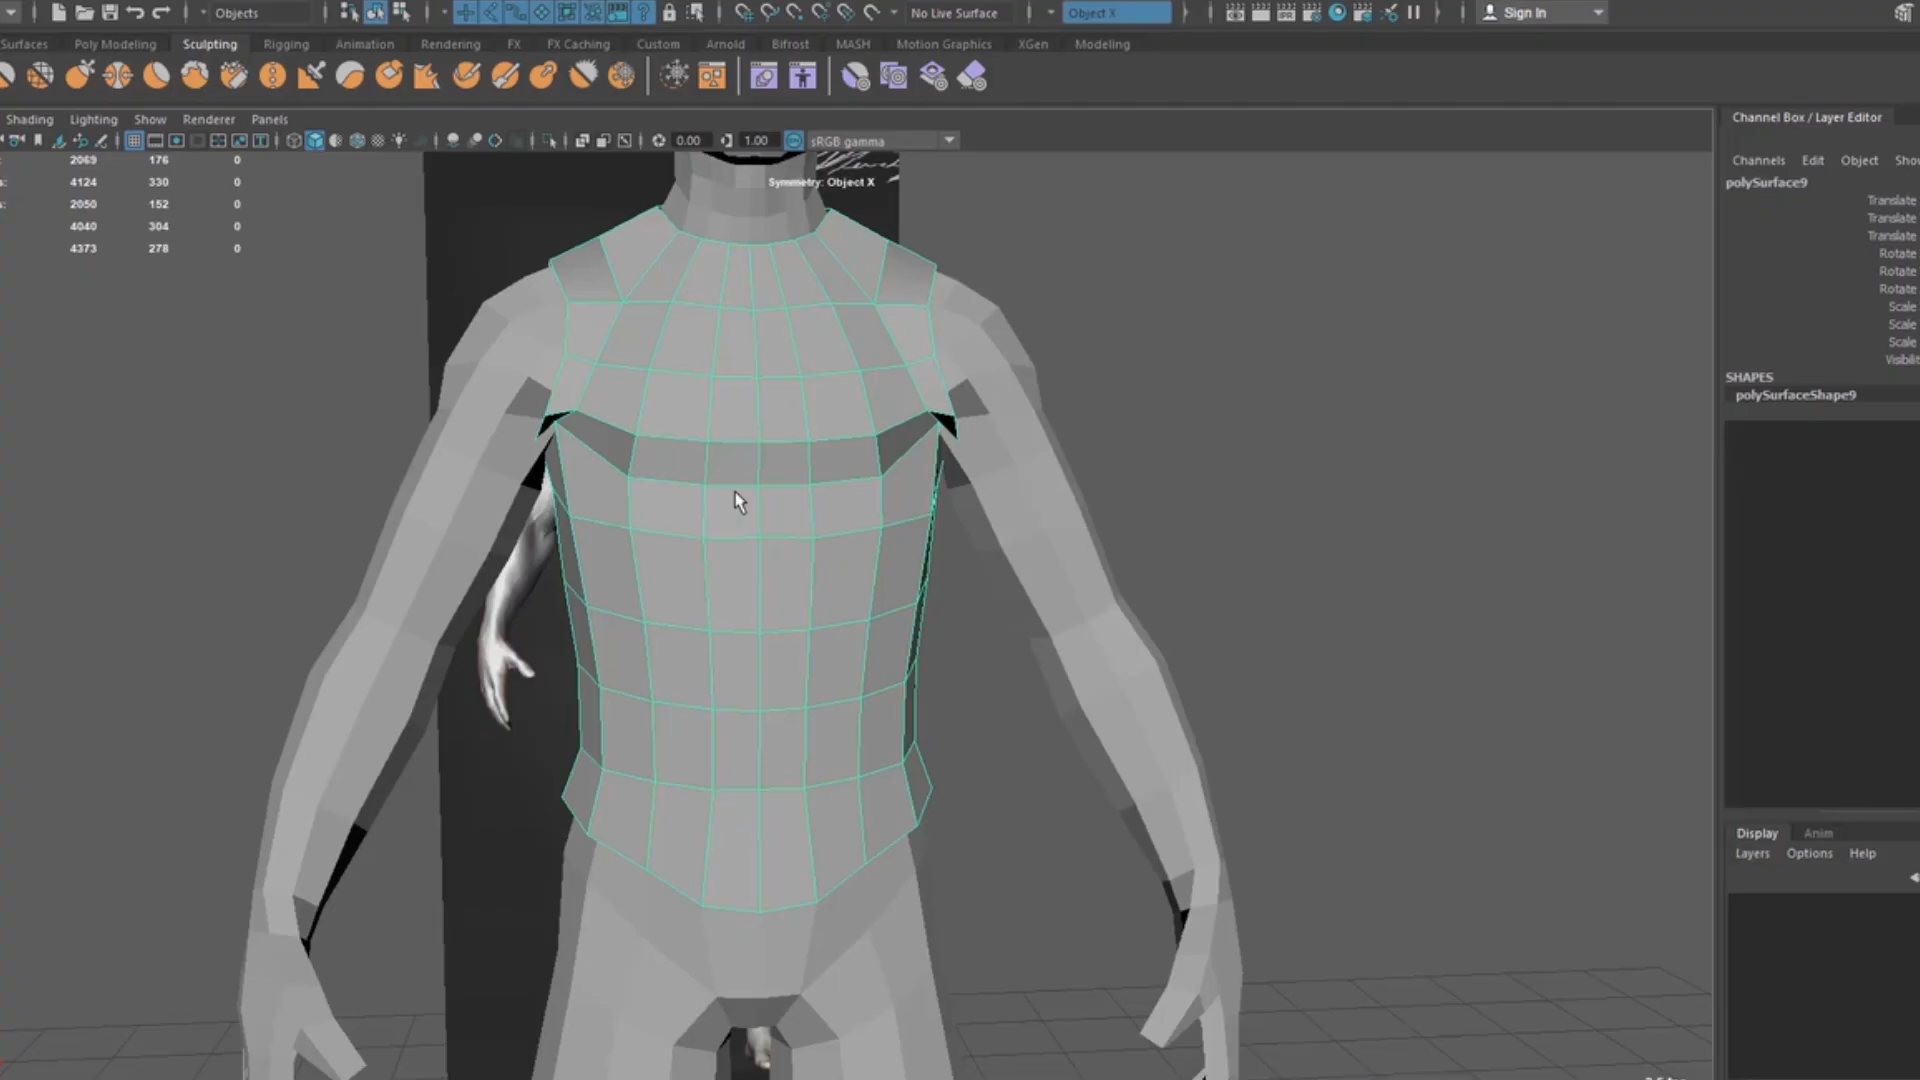 Objects
No Live Surface
Object X
Sign In
Surfaces Poly Modeling Sculpting Rigging Animation Rendering FX FX Caching Custom Arnold Bifrost MASH Motion Graphics XGen Modeling
Shading Lighting Show Renderer Panels
0.00 1.00 sRGB gamma
2069 176 0
4124 330 0
2050 152 0
4040 304 0
4373 278 0
Symmetry: Object X
Channel Box / Layer Editor
Channels Edit Object Show
polySurface9
Translate
Translate
Translate
Rotate
Rotate
Rotate
Scale
Scale
Scale
Visibilit
SHAPES
polySurfaceShape9
Display Anim
Layers Options Help